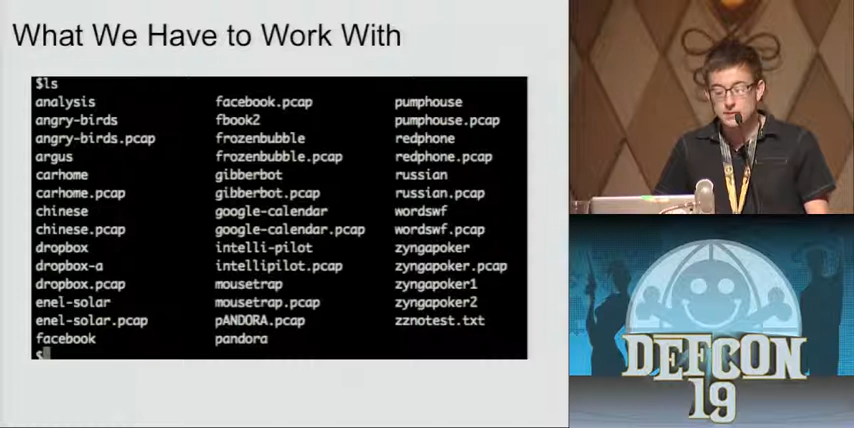 What We Have to Work With
$ls
analysis facebook.pcap pumphouse
angry-birds fbook2 pumphouse.pcap
angry-birds.pcap frozenbubble redphone
argus frozenbubble.pcap redphone.pcap
carhome gibberbot russian
carhome.pcap gibberbot.pcap russian.pcap
chinese google-calendar wordswf
chinese.pcap google-calendar.pcap wordswf.pcap
dropbox intelli-pilot zyngapoker
dropbox-a intellipilot.pcap zyngapoker.pcap
dropbox.pcap mousetrap zyngapoker1
enel-solar mousetrap.pcap zyngapoker2
enel-solar.pcap pANDORA.pcap zznotest.txt
facebook pandora
$
DEFCON
19